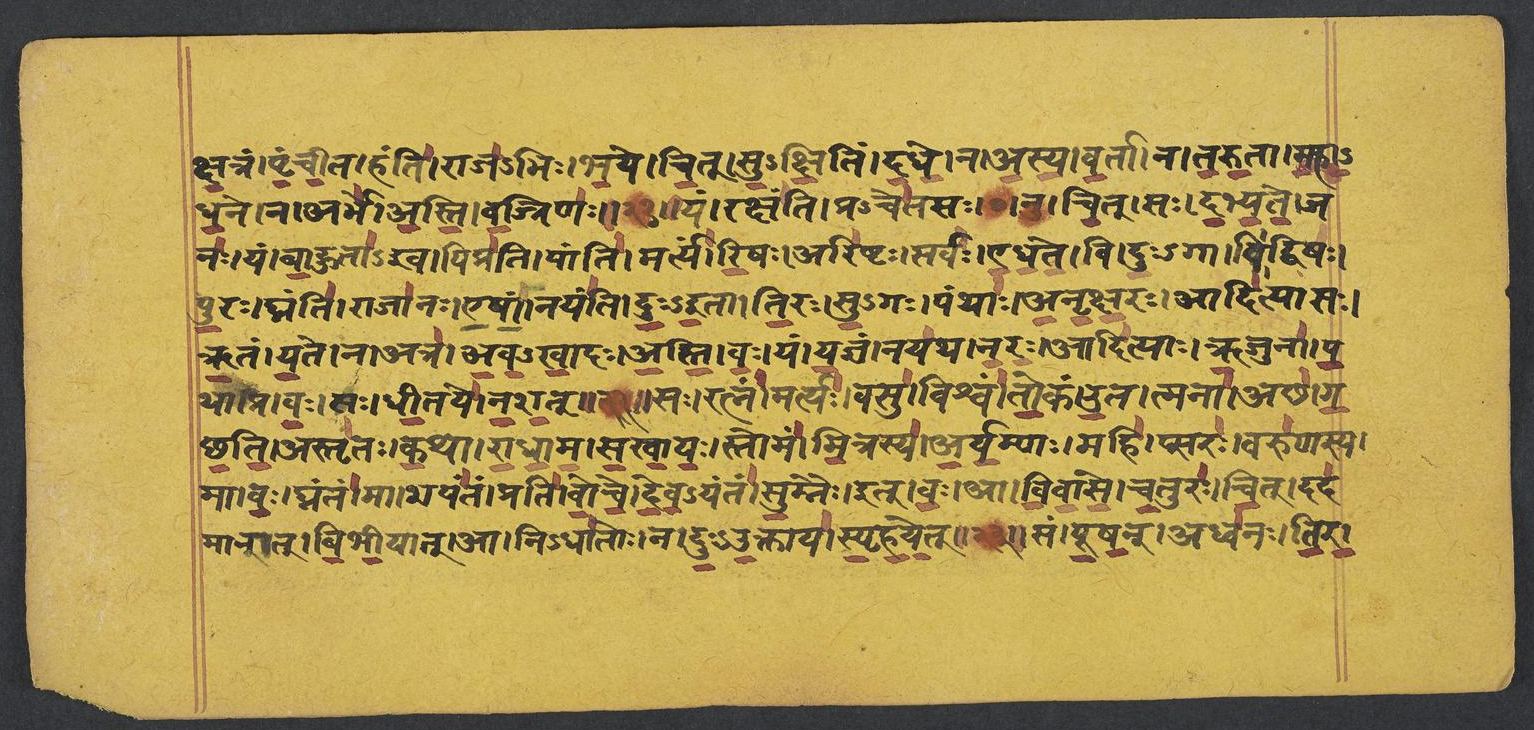 क्षत्रं।पृंचीत।हंति।राजऽभिः।भये।चित्।सुऽक्षितिं।दधे।न।अस्य।वर्ता।न।तरुता।महाऽ
धने।न।अर्भे।अस्ति।वज्रिणः॥ ॥यं।रक्षंति।प्रऽचेतसः।०।नु।चित्।सः।दभ्यते।ज
नः।यं।बाहुताऽइव।पिप्रति।पांति।मर्त्यं।रिषः।अरिष्टः।सर्वः।एधते।वि।दुःऽगा।वि।द्विषः।
पुरः।घ्नंति।राजानः।एषां।नयंति।दुःऽइता।तिरः।सुऽगः।पंथाः।अनृक्षरः।आदित्यासः।
ऋतं।यते।न।अत्र।अवऽखादः।अस्ति।वः।यं।यज्ञं।नयथ।नरः।आदित्याः।ऋजुना।प
था।प्र।वः।सः।धीतये।नशत्॥ ॥सः।रत्नं।मर्त्यः।वसु।विश्वं।तोकं।उत।त्मना।अछ।ग
छति।अस्तृतः।कथा।राधाम।सखायः।स्तोमं।मित्रस्य।अर्यम्णः।महि।प्सरः।वरुणस्य।
मा।वः।घ्नंतं।मा।शपंतं।प्रति।वोचे।देवऽयंतं।सुम्नैः।इत्।वः।आ।विवासे।चतुरः।चित्।दद
मानात्।बिभीयात्।आ।निऽधातोः।न।दुःऽउक्ताय।स्पृहयेत्॥ ॥सं।पूषन्।अध्वनः।तिर।